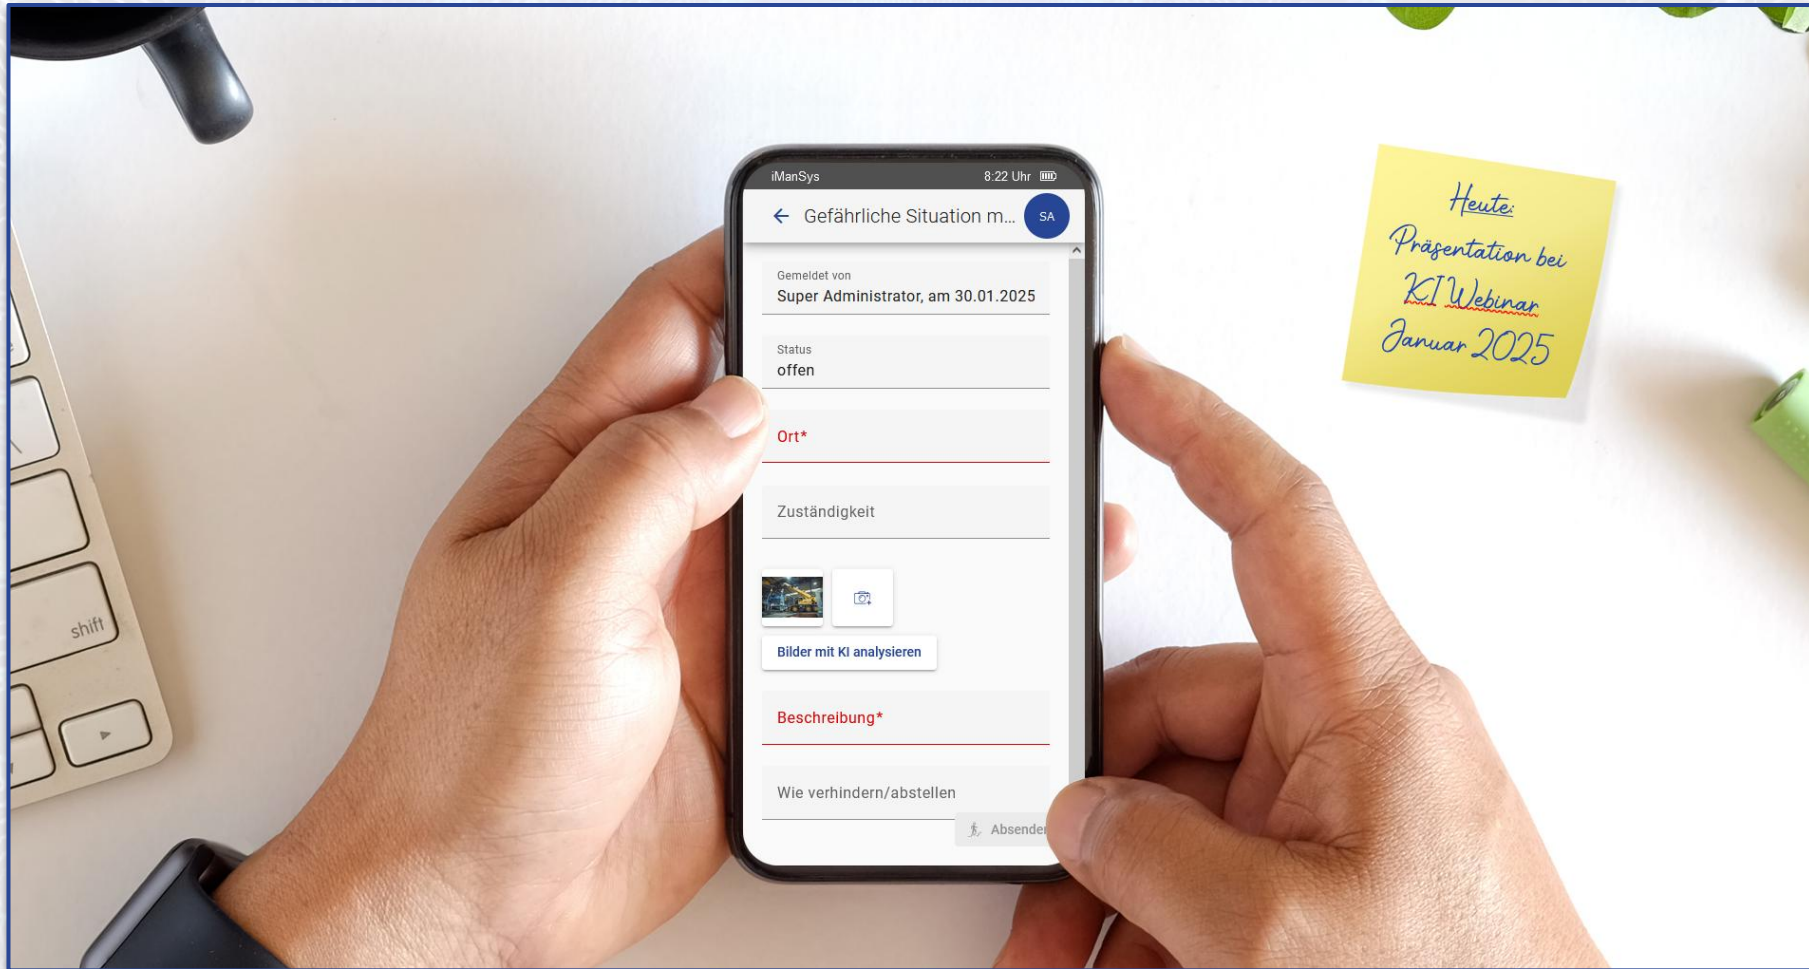 iManSys 8:22 Uhr
Gefährliche Situation m... SA
Gemeldet von
Super Administrator, am 30.01.2025
Status
offen
Ort*
Zuständigkeit
Bilder mit KI analysieren
Beschreibung*
Wie verhindern/abstellen
Absenden
Heute:
Präsentation bei
KI Webinar
Januar 2025
shift